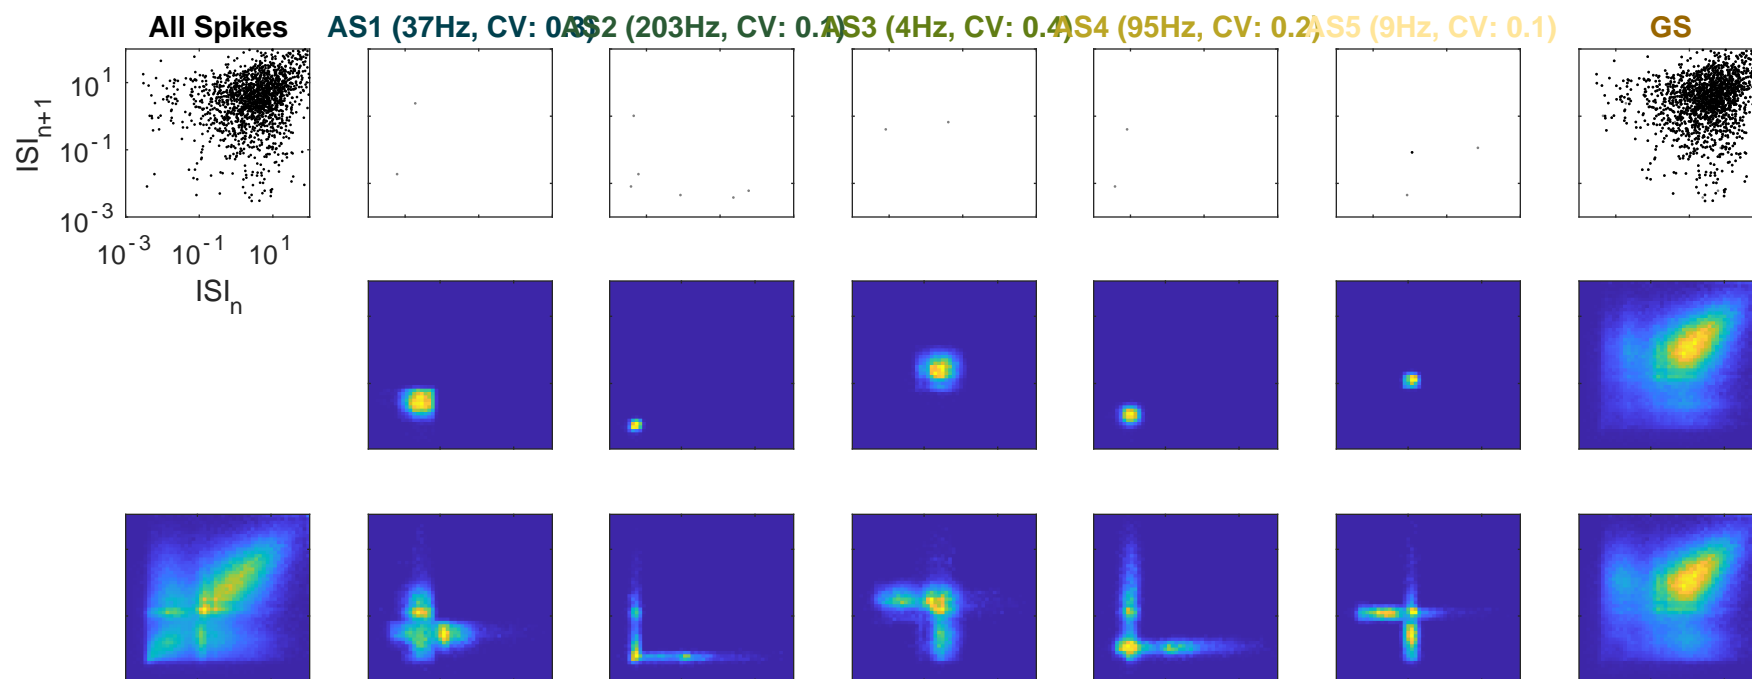 All Spikes
AS1 (37Hz, CV: 0.3)
AS2 (203Hz, CV: 0.1)
AS3 (4Hz, CV: 0.4)
AS4 (95Hz, CV: 0.2)
AS5 (9Hz, CV: 0.1)
GS
ISI_{n+1}
10^1
10^{-1}
10^{-3}
10^{-3} 10^{-1} 10^1
ISI_n